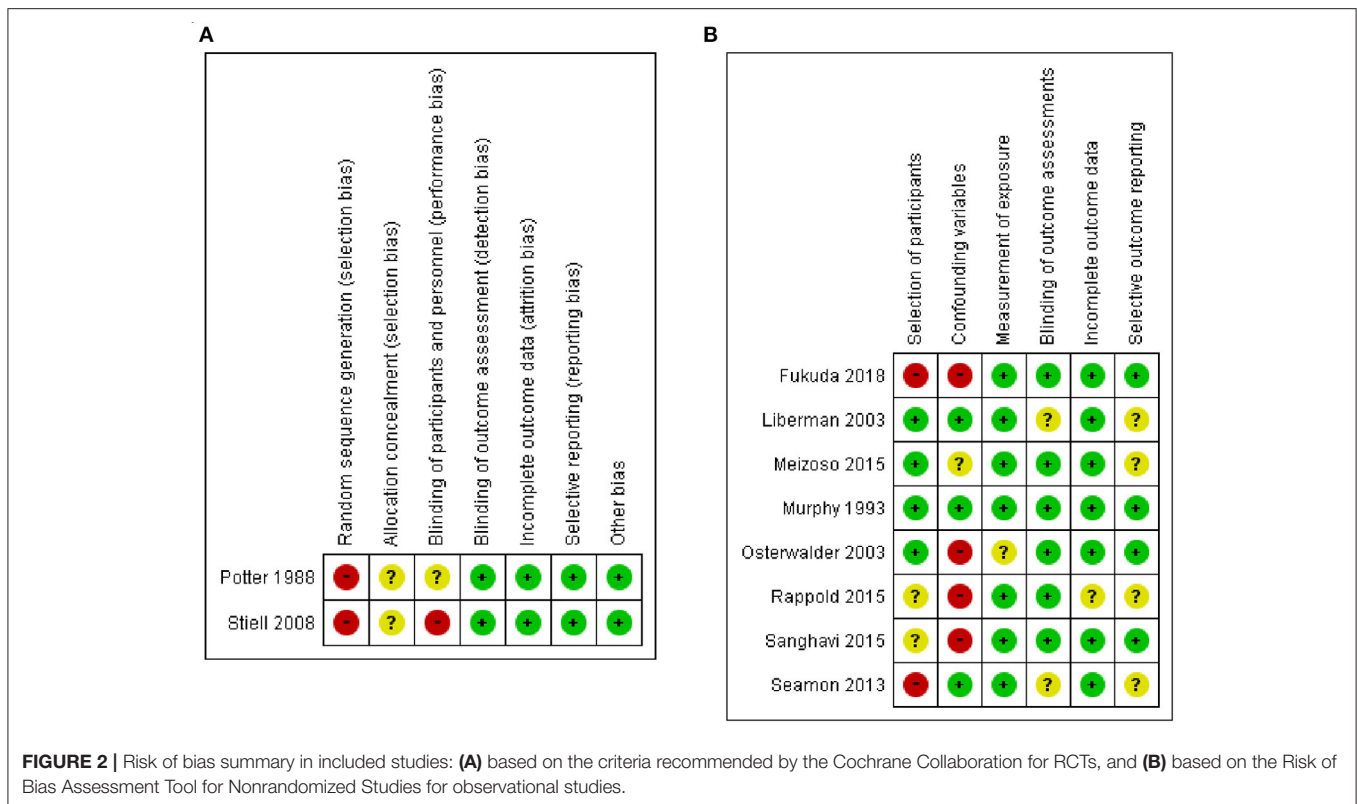 A
Random sequence generation (selection bias)
Allocation concealment (selection bias)
Blinding of participants and personnel (performance bias)
Blinding of outcome assessment (detection bias)
Incomplete outcome data (attrition bias)
Selective reporting (reporting bias)
Other bias
Potter 1988 - ? ? + + + +
Stiell 2008 - ? - + + + +
B
Selection of participants
Confounding variables
Measurement of exposure
Blinding of outcome assessments
Incomplete outcome data
Selective outcome reporting
Fukuda 2018 - - + + + +
Liberman 2003 + + + ? + ?
Meizoso 2015 + ? + + + ?
Murphy 1993 + + + + + +
Osterwalder 2003 + - ? + + +
Rappold 2015 ? - + + ? ?
Sanghavi 2015 ? - + + + +
Seamon 2013 - + + ? + ?
FIGURE 2 | Risk of bias summary in included studies: (A) based on the criteria recommended by the Cochrane Collaboration for RCTs, and (B) based on the Risk of
Bias Assessment Tool for Nonrandomized Studies for observational studies.